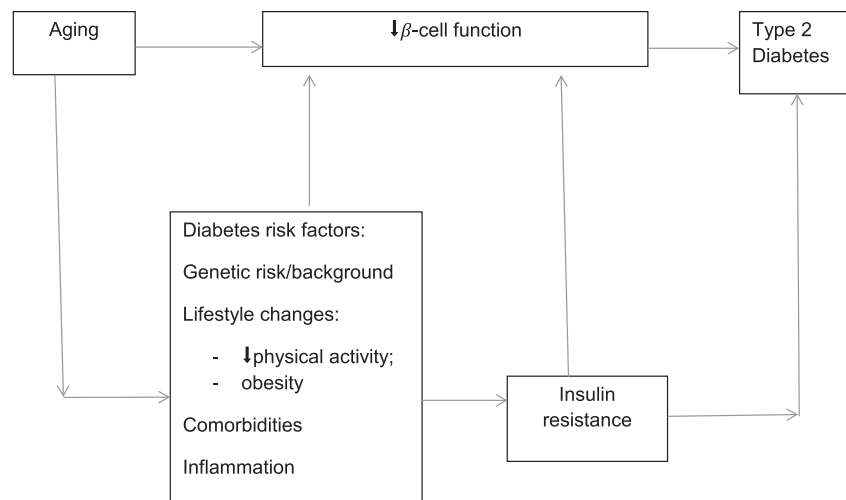 Aging
⬇β-cell function
Type 2
Diabetes
Diabetes risk factors:
Genetic risk/background
Lifestyle changes:
- ⬇physical activity;
- obesity
Comorbidities
Inflammation
Insulin
resistance